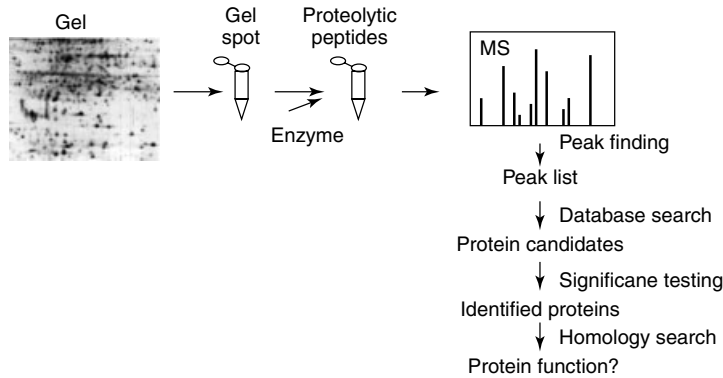 Gel
Gel
spot
Proteolytic
peptides
Enzyme
MS
Peak finding
Peak list
Database search
Protein candidates
Significane testing
Identified proteins
Homology search
Protein function?